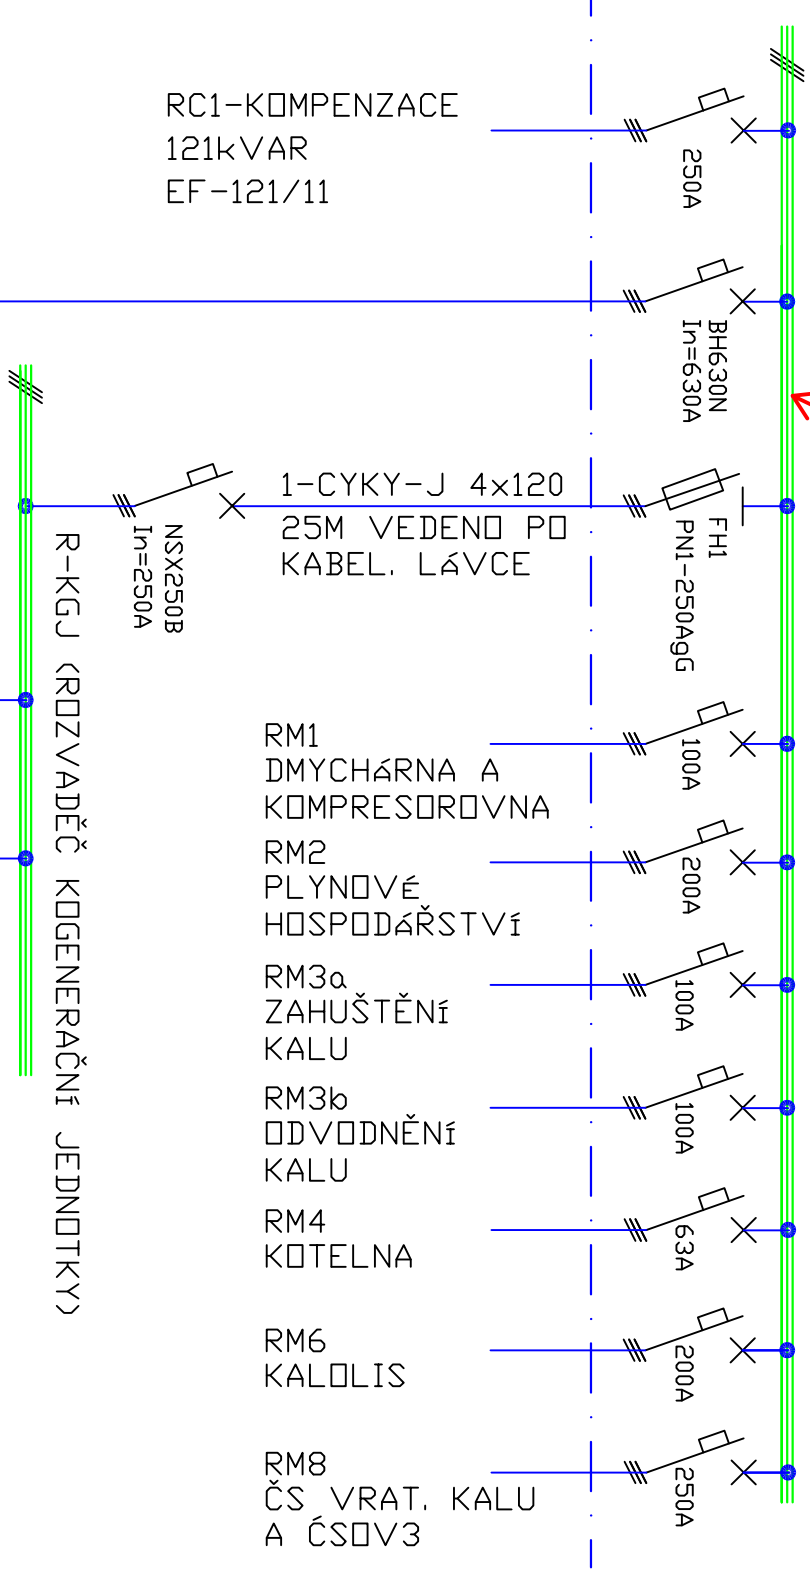 RC1-KOMPENZACE
121kVAR
EF-121/11
250A
BH630N
In=630A
1-CYKY-J 4x120
25M VEDENO PO
KABEL. LáVCE
FH1
PN1-250AgG
NSX250B
In=250A
R-KGJ (ROZVADĚČ KOGENERAČNí JEDNOTKY)
RM1
DMYCHáRNA A
KOMPRESOROVNA
100A
RM2
PLYNOVé
HOSPODáŘSTVí
200A
RM3a
ZAHUŠTĚNí
KALU
100A
RM3b
ODVODNĚNí
KALU
100A
RM4
KOTELNA
63A
RM6
KALOLIS
200A
RM8
ČS VRAT. KALU
A ČSOV3
250A